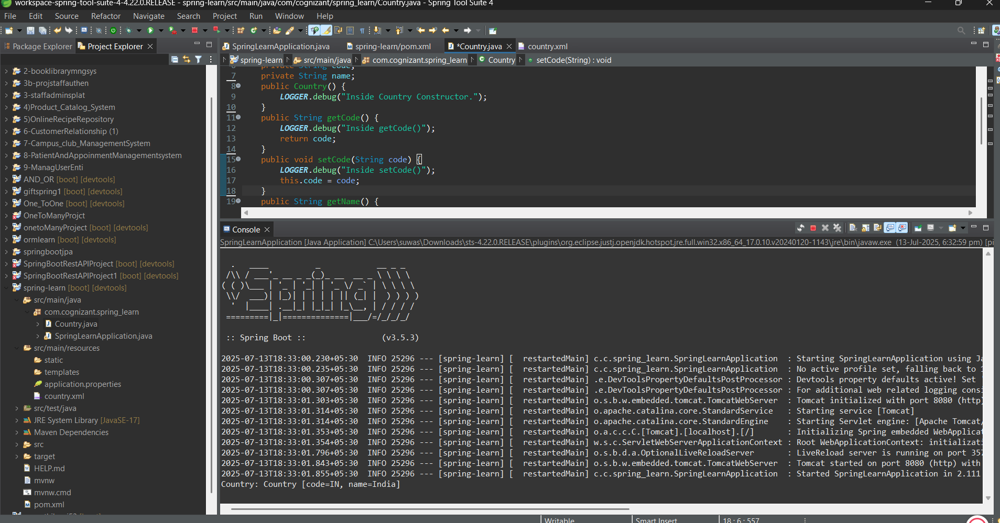 workspace-spring-tool-suite-4-4.22.0.RELEASE - spring-learn/src/main/java/com/cognizant/spring_learn/Country.java - Spring Tool Suite 4
File Edit Source Refactor Navigate Search Project Run Window Help
Package Explorer
Project Explorer
2-booklibrarymngsys
3b-projstaffauthen
3-staffadminsplat
4)Product_Catalog_System
5)OnlineRecipeRepository
6-CustomerRelationship (1)
7-Campus_club_ManagementSystem
8-PatientAndAppoinmentManagementsystem
9-ManagUserEnti
AND_OR [boot] [devtools]
giftspring1 [boot] [devtools]
One_ToOne [boot] [devtools]
OneToManyProjct
onetoManyProject [boot] [devtools]
ormlearn [boot] [devtools]
springbootjpa
SpringBootRestAPIProject [boot] [devtools]
SpringBootRestAPIProject1 [boot] [devtools]
spring-learn [boot] [devtools]
src/main/java
com.cognizant.spring_learn
Country.java
SpringLearnApplication.java
src/main/resources
static
templates
application.properties
country.xml
src/test/java
JRE System Library [JavaSE-17]
Maven Dependencies
src
target
HELP.md
mvnw
mvnw.cmd
pom.xml
SpringLearnApplication.java
spring-learn/pom.xml
*Country.java
country.xml
spring-learn src/main/java com.cognizant.spring_learn Country setCode(String) : void
6 private String code;
7 private String name;
8 public Country() {
9 LOGGER.debug("Inside Country Constructor.");
10 }
11 public String getCode() {
12 LOGGER.debug("Inside getCode()");
13 return code;
14 }
15 public void setCode(String code) {
16 LOGGER.debug("Inside setCode()");
17 this.code = code;
18 }
19 public String getName() {
Console
SpringLearnApplication [Java Application] C:\Users\suwas\Downloads\sts-4.22.0.RELEASE\plugins\org.eclipse.justj.openjdk.hotspot.jre.full.win32.x86_64_17.0.10.v20240120-1143\jre\bin\javaw.exe (13-Jul-2025, 6:32:59 pm) [pi
Spring
:: Spring Boot :: (v3.5.3)
2025-07-13T18:33:00.230+05:30 INFO 25296 --- [spring-learn] [ restartedMain] c.c.spring_learn.SpringLearnApplication : Starting SpringLearnApplication using Ja
2025-07-13T18:33:00.235+05:30 INFO 25296 --- [spring-learn] [ restartedMain] c.c.spring_learn.SpringLearnApplication : No active profile set, falling back to 1
2025-07-13T18:33:00.307+05:30 INFO 25296 --- [spring-learn] [ restartedMain] .e.DevToolsPropertyDefaultsPostProcessor : Devtools property defaults active! Set
2025-07-13T18:33:00.307+05:30 INFO 25296 --- [spring-learn] [ restartedMain] .e.DevToolsPropertyDefaultsPostProcessor : For additional web related logging consi
2025-07-13T18:33:01.303+05:30 INFO 25296 --- [spring-learn] [ restartedMain] o.s.b.w.embedded.tomcat.TomcatWebServer : Tomcat initialized with port 8080 (http)
2025-07-13T18:33:01.314+05:30 INFO 25296 --- [spring-learn] [ restartedMain] o.apache.catalina.core.StandardService : Starting service [Tomcat]
2025-07-13T18:33:01.314+05:30 INFO 25296 --- [spring-learn] [ restartedMain] o.apache.catalina.core.StandardEngine : Starting Servlet engine: [Apache Tomcat/
2025-07-13T18:33:01.353+05:30 INFO 25296 --- [spring-learn] [ restartedMain] o.a.c.c.C.[Tomcat].[localhost].[/] : Initializing Spring embedded WebApplicat
2025-07-13T18:33:01.354+05:30 INFO 25296 --- [spring-learn] [ restartedMain] w.s.c.ServletWebServerApplicationContext : Root WebApplicationContext: initializati
2025-07-13T18:33:01.796+05:30 INFO 25296 --- [spring-learn] [ restartedMain] o.s.b.d.a.OptionalLiveReloadServer : LiveReload server is running on port 357
2025-07-13T18:33:01.843+05:30 INFO 25296 --- [spring-learn] [ restartedMain] o.s.b.w.embedded.tomcat.TomcatWebServer : Tomcat started on port 8080 (http) with
2025-07-13T18:33:01.855+05:30 INFO 25296 --- [spring-learn] [ restartedMain] c.c.spring_learn.SpringLearnApplication : Started SpringLearnApplication in 2.111
Country: Country [code=IN, name=India]
Writable Smart Insert 18 : 6 : 557